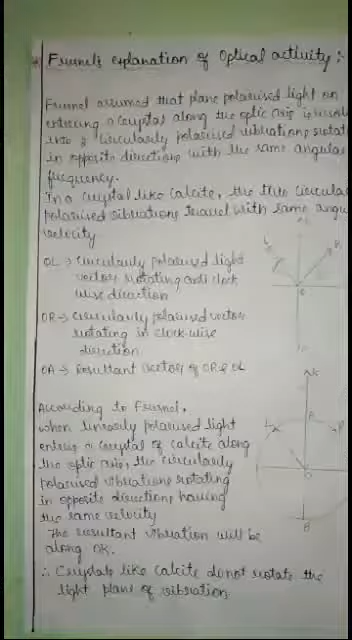 * Fresnel's explanation of Optical activity :-
Fresnel assumed that plane polarised light on
entering a crystal along the optic axis is
into 2 circularly polarised vibrations rotat
in opposite directions with the same angular
frequency.
In a crystal like calcite, the two circular
polarised vibrations travel with same angu
velocity
OL → circularly polarised light
vector rotating anti clock
wise direction
OR → circularly polarised vector
rotating in clock-wise
direction
OA → Resultant vector of OR & OL
L
R
O
According to Fresnel,
when linearly polarised light
enters a crystal of calcite along
the optic axis, the circularly
polarised vibrations rotating
in opposite directions having
the same velocity
The resultant vibration will be
along OK.
∴ Crystals like calcite do not rotate the
light plane of vibration
K
A
L
O
B